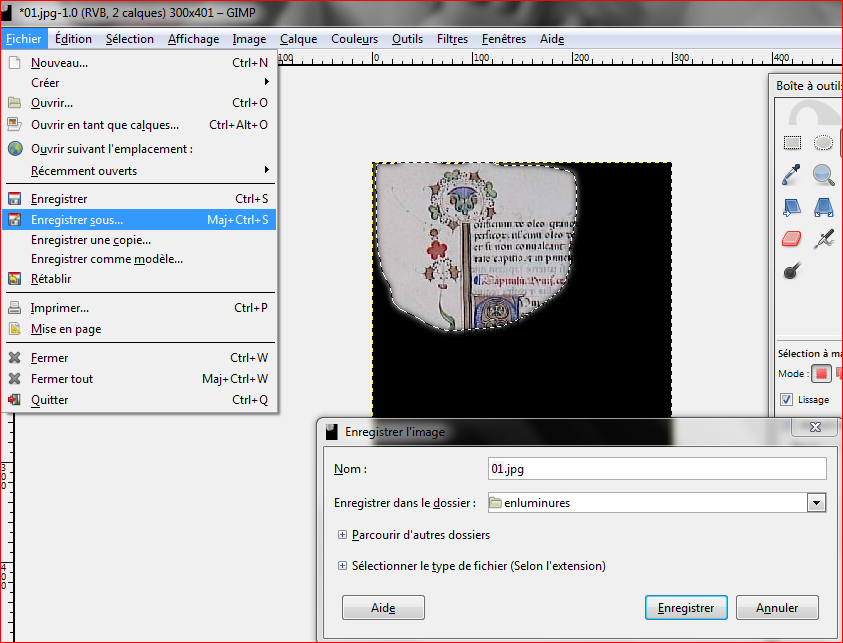 *01.jpg-1.0 (RVB, 2 calques) 300x401 – GIMP
Fichier Édition Sélection Affichage Image Calque Couleurs Outils Filtres Fenêtres Aide
Nouveau... Ctrl+N
Créer
Ouvrir... Ctrl+O
Ouvrir en tant que calques... Ctrl+Alt+O
Ouvrir suivant l'emplacement :
Récemment ouverts
Enregistrer Ctrl+S
Enregistrer sous... Maj+Ctrl+S
Enregistrer une copie...
Enregistrer comme modèle...
Rétablir
Imprimer... Ctrl+P
Mise en page
Fermer Ctrl+W
Fermer tout Maj+Ctrl+W
Quitter Ctrl+Q
100 0 100 200 300 400
300
400
Boîte à outil
Sélection à ma
Mode :
Lissage
Enregistrer l'image
Nom : 01.jpg
Enregistrer dans le dossier : enluminures
Parcourir d'autres dossiers
Sélectionner le type de fichier (Selon l'extension)
Aide Enregistrer Annuler